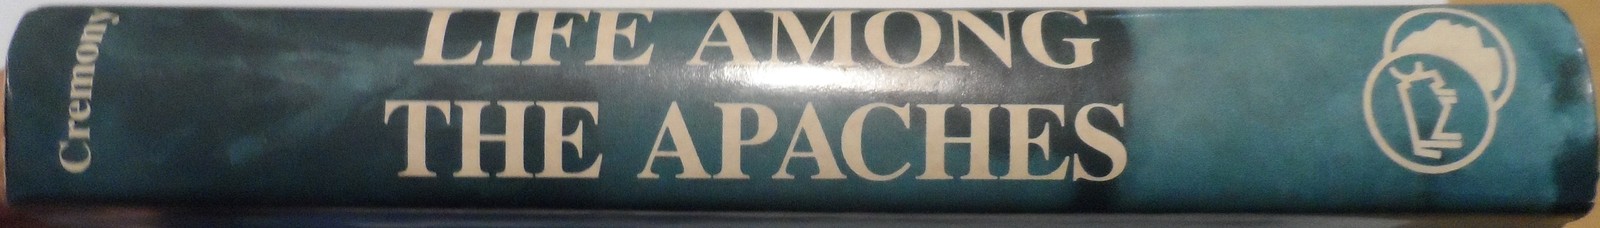 Cremony
LIFE AMONG
THE APACHES